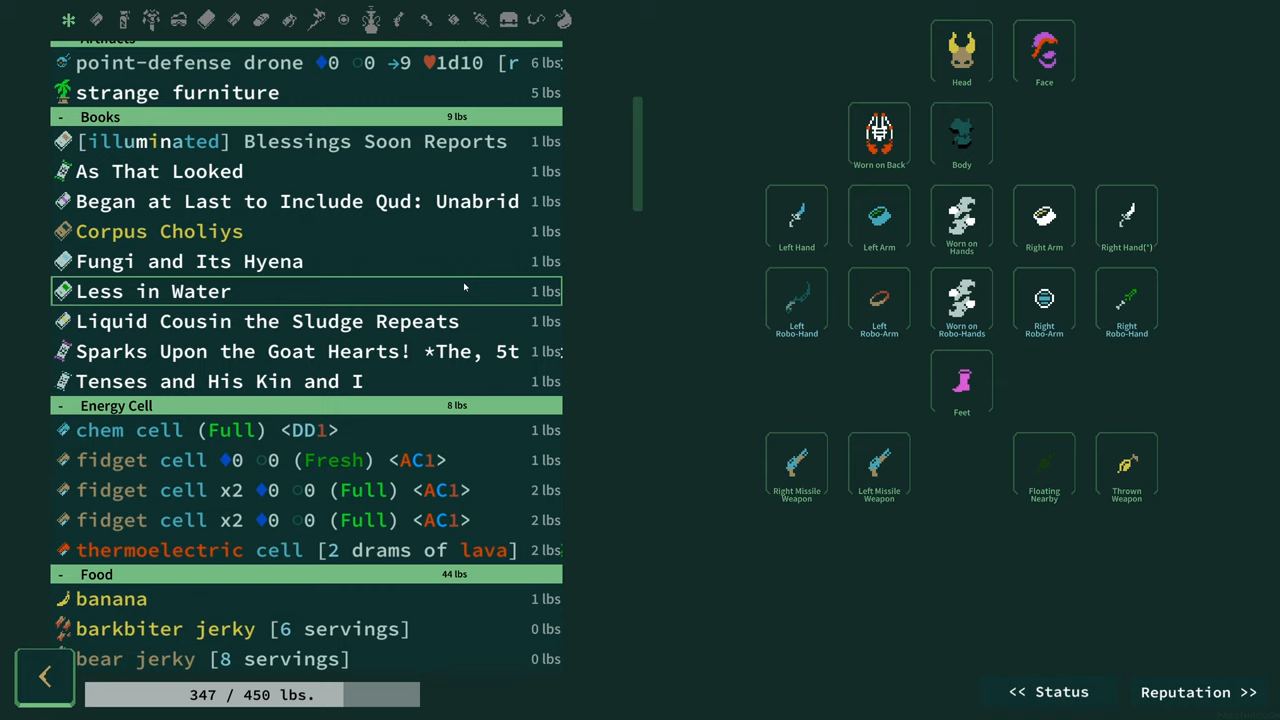 Artifacts
point-defense drone ♦0 ○0 →9 ♥1d10 [r 6 lbs
strange furniture 5 lbs
- Books 9 lbs
[illuminated] Blessings Soon Reports 1 lbs
As That Looked 1 lbs
Began at Last to Include Qud: Unabrid 1 lbs
Corpus Choliys 1 lbs
Fungi and Its Hyena 1 lbs
Less in Water 1 lbs
Liquid Cousin the Sludge Repeats 1 lbs
Sparks Upon the Goat Hearts! *The, 5t 1 lbs
Tenses and His Kin and I 1 lbs
- Energy Cell 8 lbs
chem cell (Full) <DD1> 1 lbs
fidget cell ♦0 ○0 (Fresh) <AC1> 1 lbs
fidget cell x2 ♦0 ○0 (Full) <AC1> 2 lbs
fidget cell x2 ♦0 ○0 (Full) <AC1> 2 lbs
thermoelectric cell [2 drams of lava] 2 lbs
- Food 44 lbs
banana 1 lbs
barkbiter jerky [6 servings] 0 lbs
bear jerky [8 servings] 0 lbs
347 / 450 lbs.
Head Face
Worn on Back Body
Left Hand Left Arm Worn on Hands Right Arm Right Hand(*)
Left Robo-Hand Left Robo-Arm Worn on Robo-Hands Right Robo-Arm Right Robo-Hand
Feet
Right Missile Weapon Left Missile Weapon Floating Nearby Thrown Weapon
<< Status Reputation >>